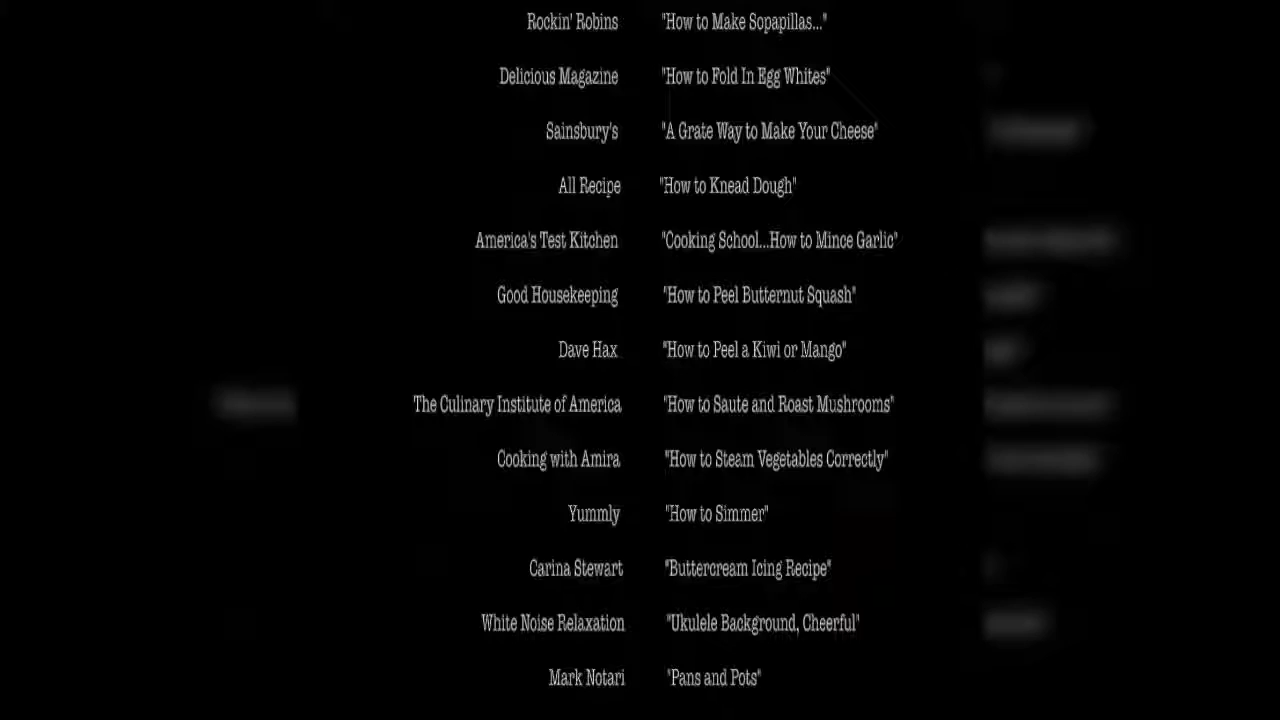 Rockin' Robins "How to Make Sopapillas..."
Delicious Magazine "How to Fold In Egg Whites"
Sainsbury's "A Grate Way to Make Your Cheese"
All Recipe "How to Knead Dough"
America's Test Kitchen "Cooking School...How to Mince Garlic"
Good Housekeeping "How to Peel Butternut Squash"
Dave Hax "How to Peel a Kiwi or Mango"
The Culinary Institute of America "How to Saute and Roast Mushrooms"
Cooking with Amira "How to Steam Vegetables Correctly"
Yummly "How to Simmer"
Carina Stewart "Buttercream Icing Recipe"
White Noise Relaxation "Ukulele Background, Cheerful"
Mark Notari "Pans and Pots"